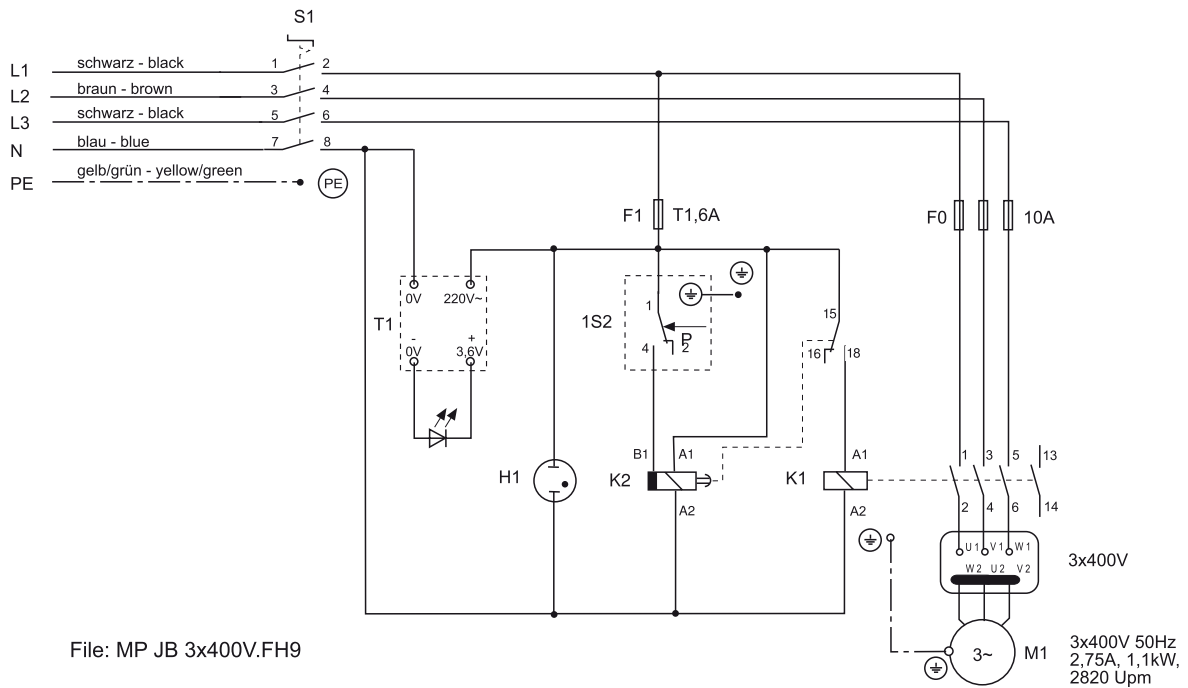 S1
L1 schwarz - black 1 2
L2 braun - brown 3 4
L3 schwarz - black 5 6
N blau - blue 7 8
PE gelb/grün - yellow/green PE
F1 T1,6A
F0 10A
0V 220V~
T1
- +
0V 3,6V
1S2
1
P
4 2
15
16 18
H1
B1 A1
K2
A2
K1
A1
A2
1 3 5 13
2 4 6 14
U1 V1 W1
W2 U2 V2
3x400V
3~
M1
3x400V 50Hz
2,75A, 1,1kW,
2820 Upm
File: MP JB 3x400V.FH9